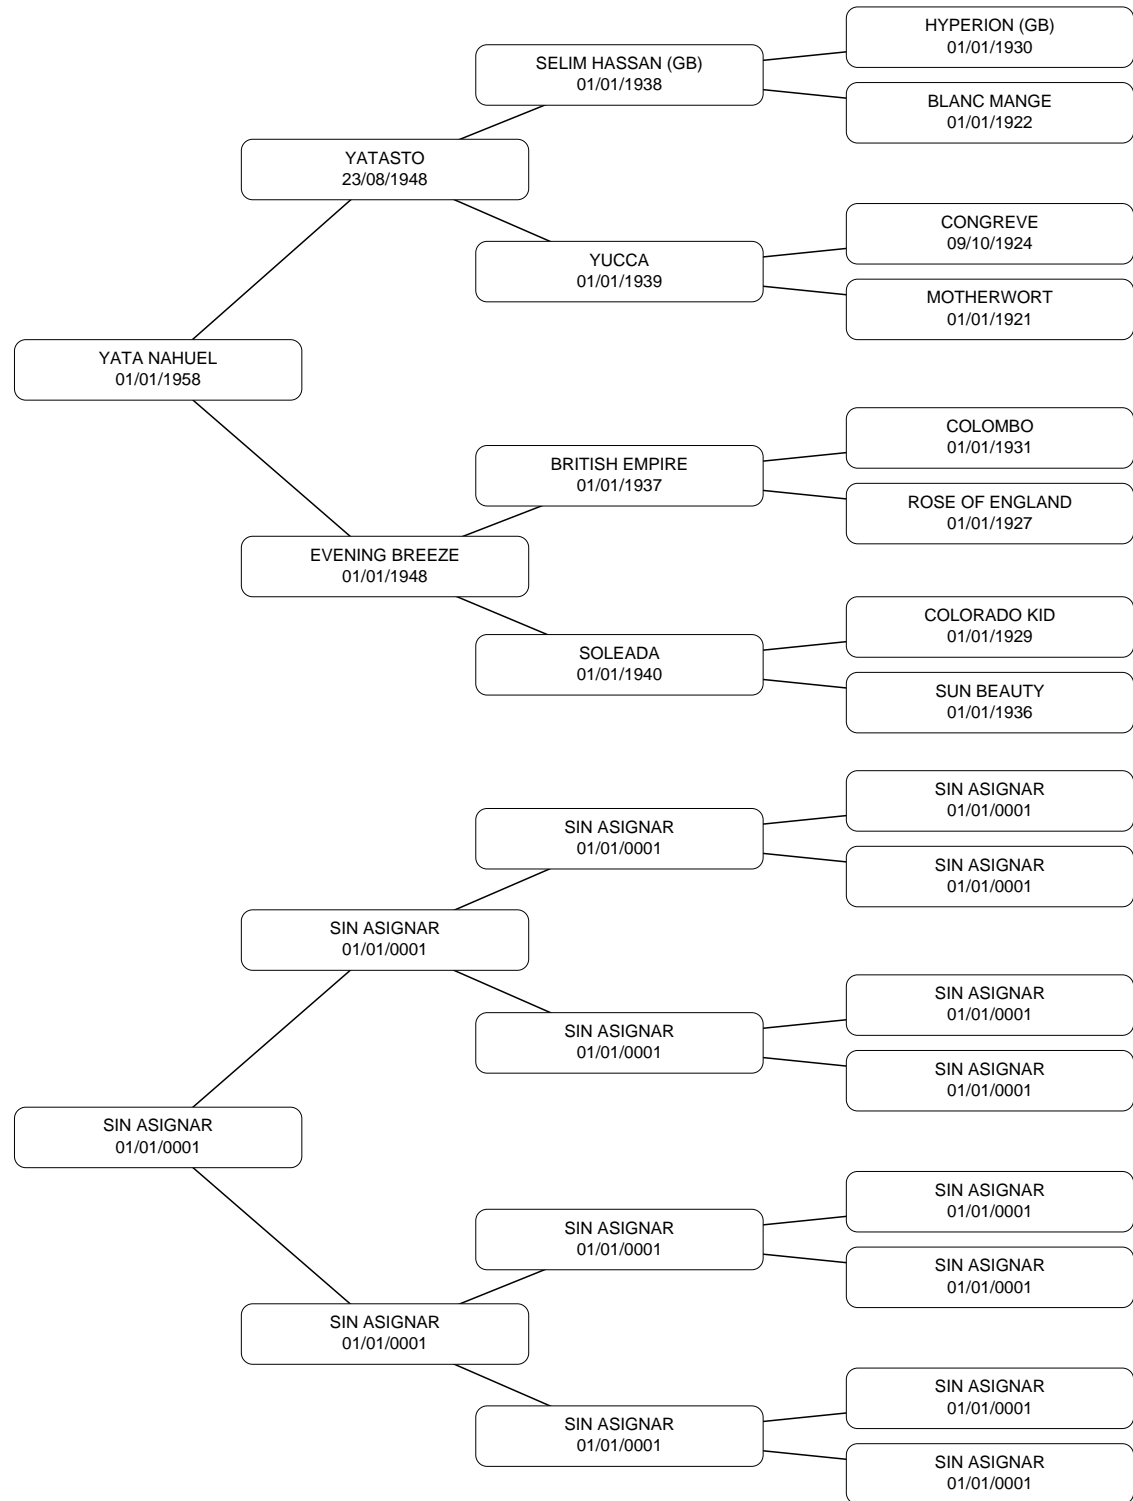 HYPERION (GB)
01/01/1930
SELIM HASSAN (GB)
01/01/1938
BLANC MANGE
01/01/1922
YATASTO
23/08/1948
CONGREVE
09/10/1924
YUCCA
01/01/1939
MOTHERWORT
01/01/1921
YATA NAHUEL
01/01/1958
COLOMBO
01/01/1931
BRITISH EMPIRE
01/01/1937
ROSE OF ENGLAND
01/01/1927
EVENING BREEZE
01/01/1948
COLORADO KID
01/01/1929
SOLEADA
01/01/1940
SUN BEAUTY
01/01/1936
SIN ASIGNAR
01/01/0001
SIN ASIGNAR
01/01/0001
SIN ASIGNAR
01/01/0001
SIN ASIGNAR
01/01/0001
SIN ASIGNAR
01/01/0001
SIN ASIGNAR
01/01/0001
SIN ASIGNAR
01/01/0001
SIN ASIGNAR
01/01/0001
SIN ASIGNAR
01/01/0001
SIN ASIGNAR
01/01/0001
SIN ASIGNAR
01/01/0001
SIN ASIGNAR
01/01/0001
SIN ASIGNAR
01/01/0001
SIN ASIGNAR
01/01/0001
SIN ASIGNAR
01/01/0001